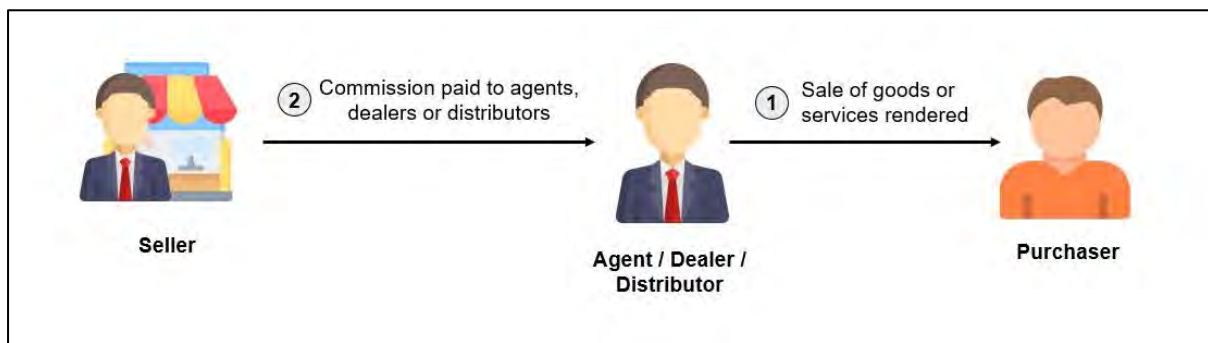 2
Commission paid to agents,
dealers or distributors
1
Sale of goods or
services rendered
Seller
Agent / Dealer /
Distributor
Purchaser